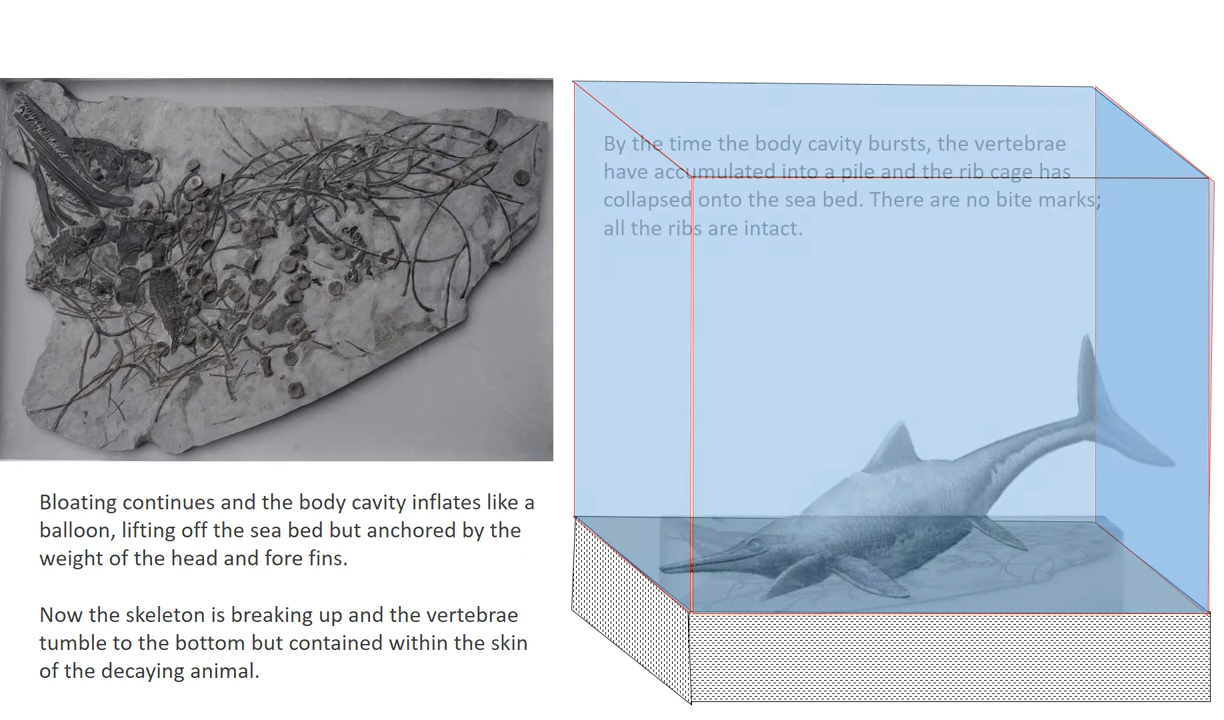 By the time the body cavity bursts, the vertebrae
have accumulated into a pile and the rib cage has
collapsed onto the sea bed. There are no bite marks;
all the ribs are intact.
Bloating continues and the body cavity inflates like a
balloon, lifting off the sea bed but anchored by the
weight of the head and fore fins.
Now the skeleton is breaking up and the vertebrae
tumble to the bottom but contained within the skin
of the decaying animal.